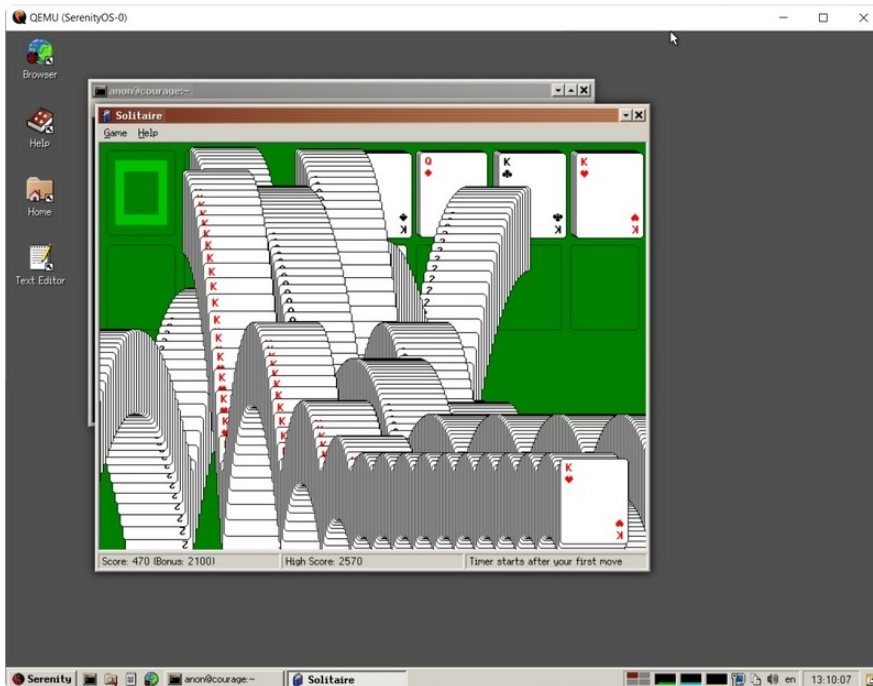 QEMU (SerenityOS-0)
Browser
Help
Home
Text Editor
anon@courage:~
Solitaire
Game Help
K
Q
K
K
K
K
K
Score: 470 (Bonus: 2100)
High Score: 2570
Timer starts after your first move
Serenity
anon@courage:~
Solitaire
en
13:10:07